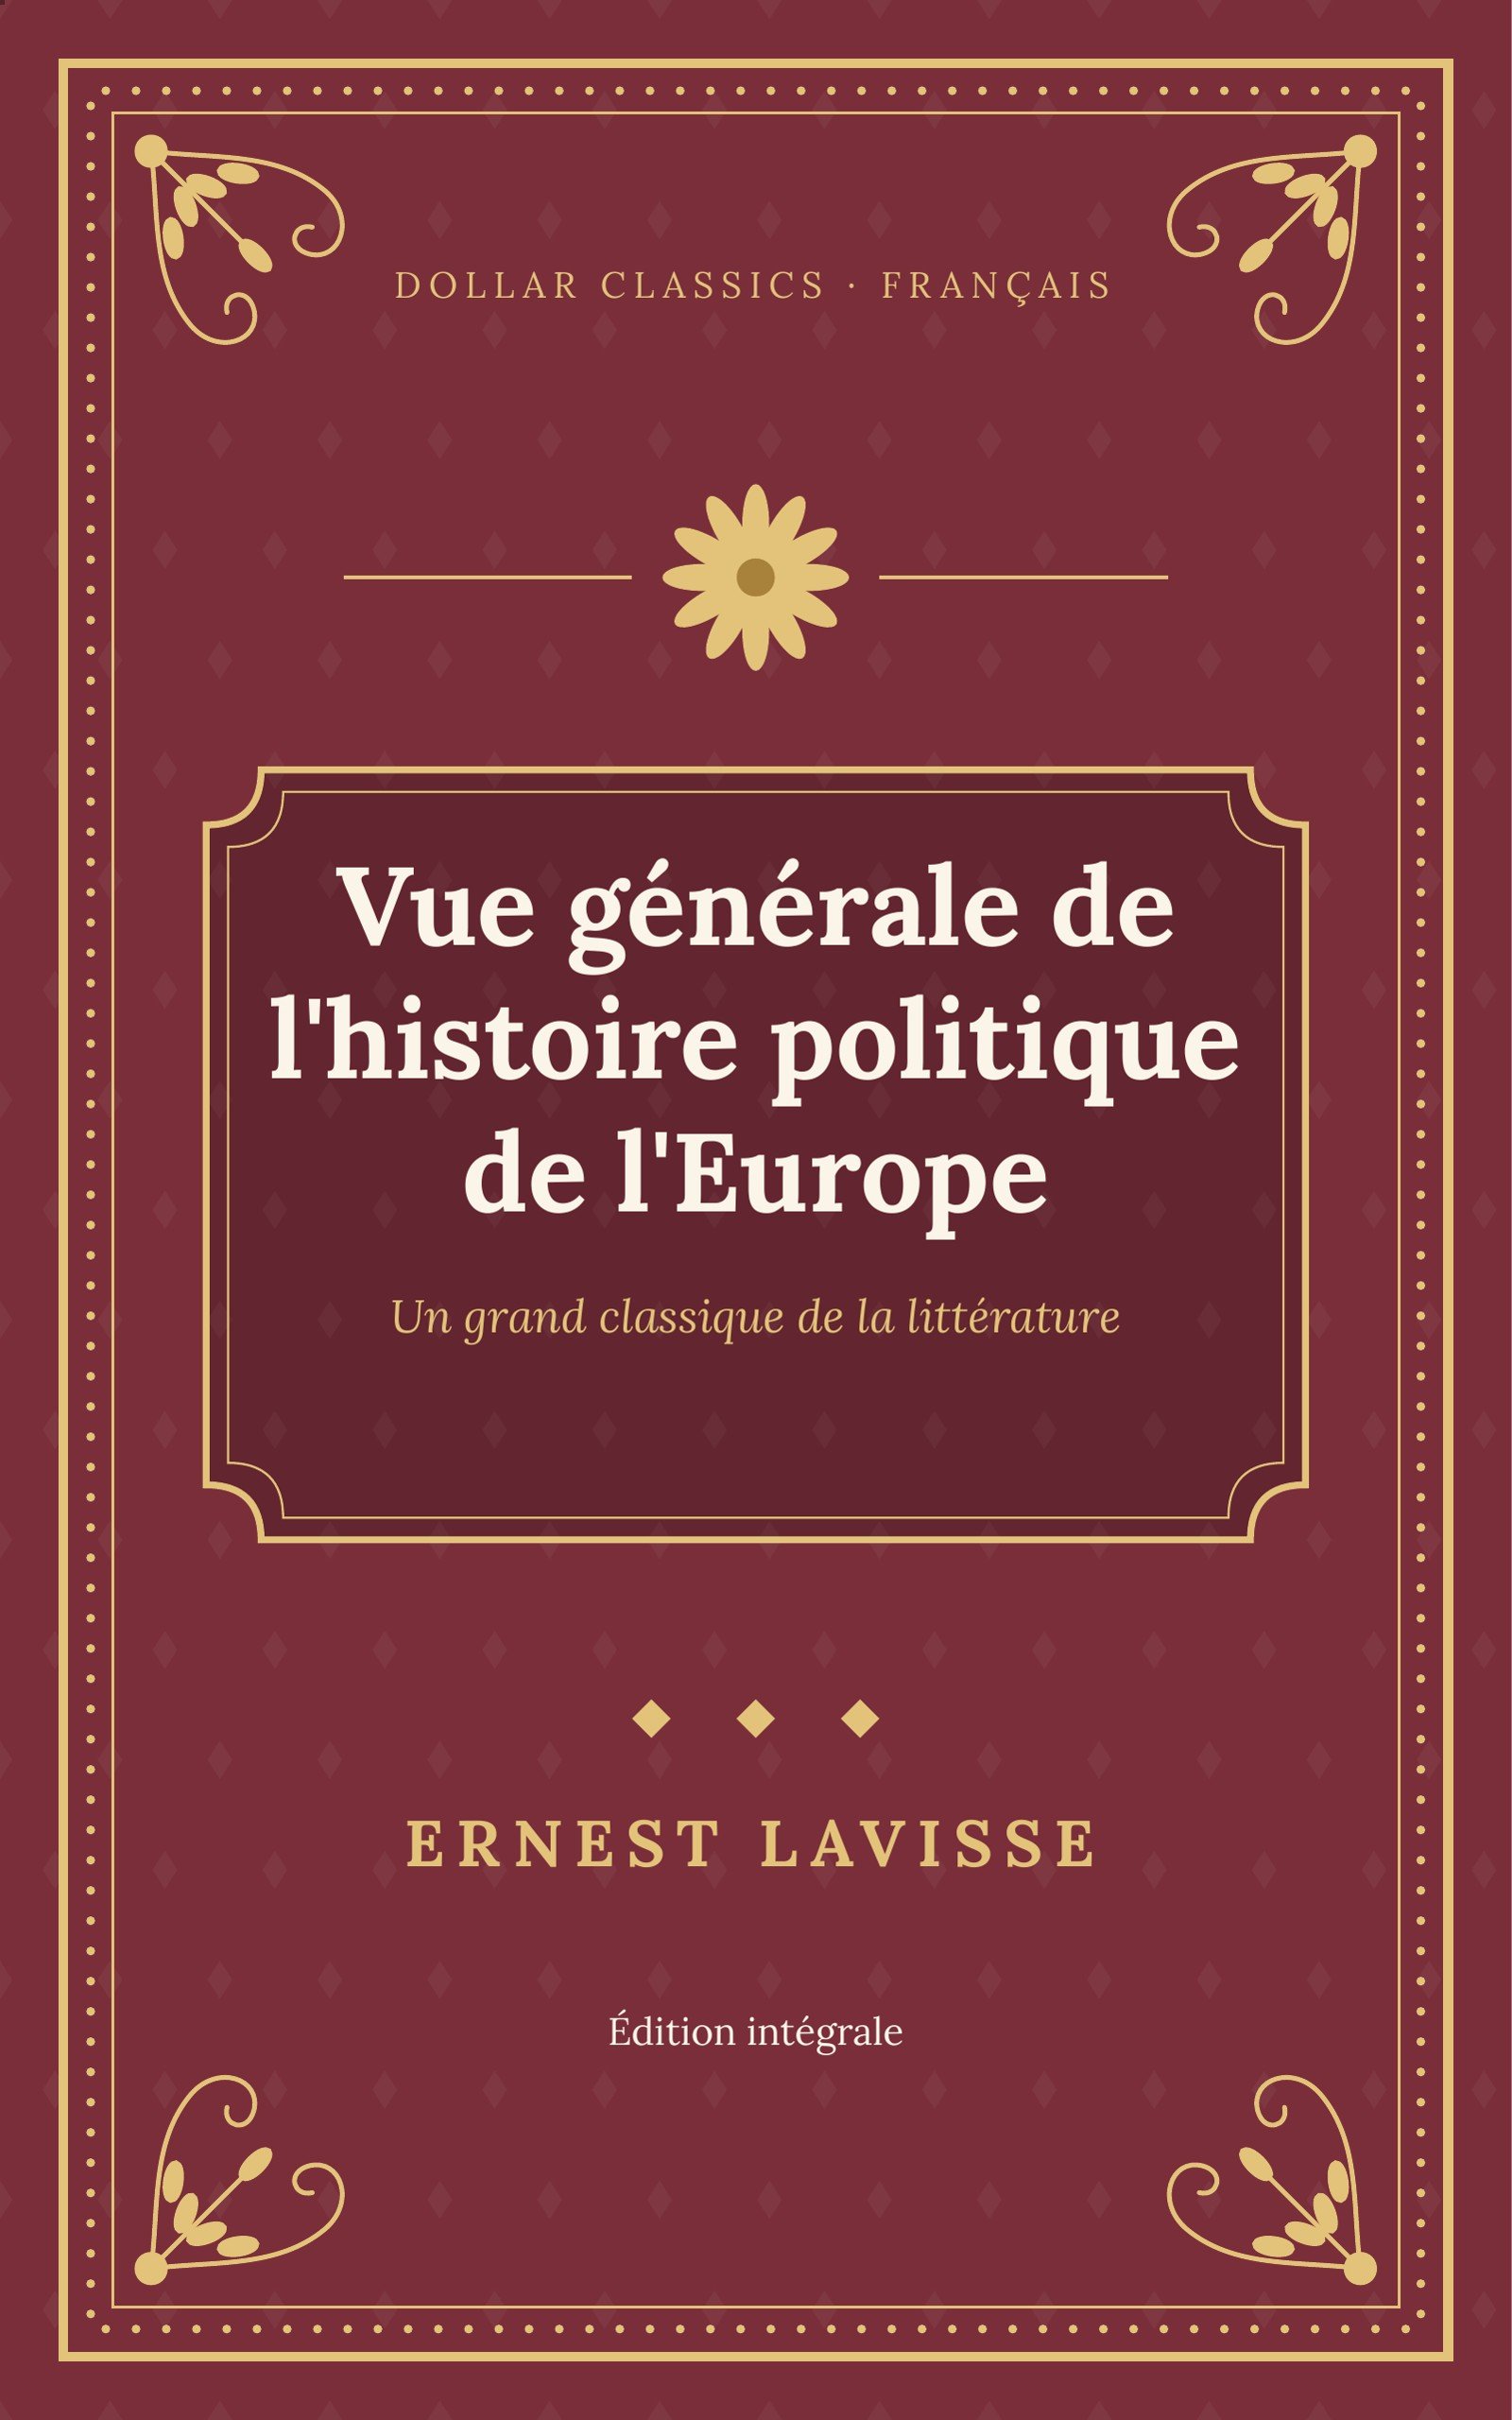 DOLLAR CLASSICS · FRANÇAIS
Vue générale de
l'histoire politique
de l'Europe
Un grand classique de la littérature
ERNEST LAVISSE
Édition intégrale